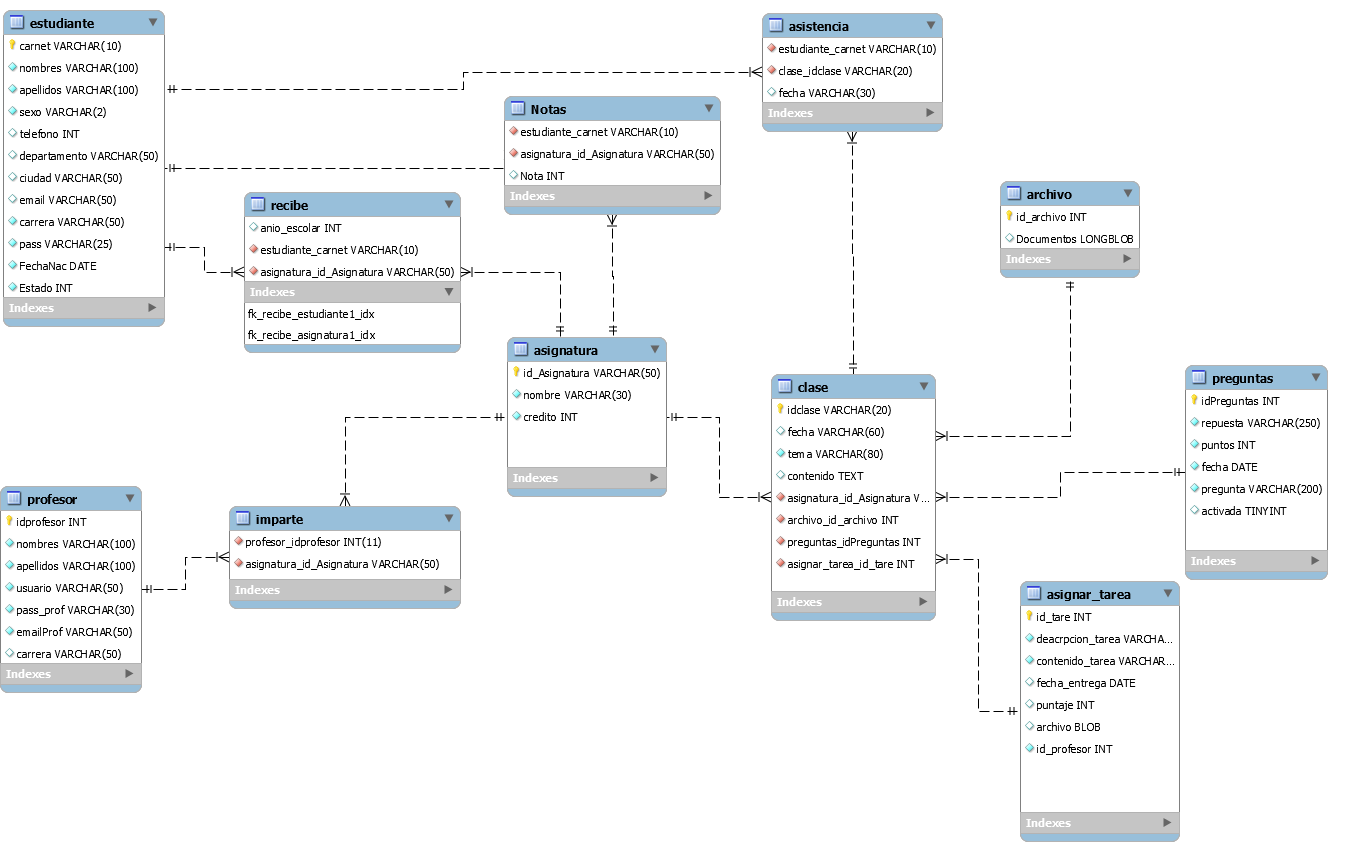 estudiante
carnet VARCHAR(10)
nombres VARCHAR(100)
apellidos VARCHAR(100)
sexo VARCHAR(2)
telefono INT
departamento VARCHAR(50)
ciudad VARCHAR(50)
email VARCHAR(50)
carrera VARCHAR(50)
pass VARCHAR(25)
FechaNac DATE
Estado INT
Indexes
asistencia
estudiante_carnet VARCHAR(10)
clase_idclase VARCHAR(20)
fecha VARCHAR(30)
Indexes
Notas
estudiante_carnet VARCHAR(10)
asignatura_id_Asignatura VARCHAR(50)
Nota INT
Indexes
recibe
anio_escolar INT
estudiante_carnet VARCHAR(10)
asignatura_id_Asignatura VARCHAR(50)
Indexes
fk_recibe_estudiante1_idx
fk_recibe_asignatura1_idx
archivo
id_archivo INT
Documentos LONGBLOB
Indexes
asignatura
id_Asignatura VARCHAR(50)
nombre VARCHAR(30)
credito INT
Indexes
clase
idclase VARCHAR(20)
fecha VARCHAR(60)
tema VARCHAR(80)
contenido TEXT
asignatura_id_Asignatura V...
archivo_id_archivo INT
preguntas_idPreguntas INT
asignar_tarea_id_tare INT
Indexes
preguntas
idPreguntas INT
repuesta VARCHAR(250)
puntos INT
fecha DATE
pregunta VARCHAR(200)
activada TINYINT
Indexes
profesor
idprofesor INT
nombres VARCHAR(100)
apellidos VARCHAR(100)
usuario VARCHAR(50)
pass_prof VARCHAR(30)
emailProf VARCHAR(50)
carrera VARCHAR(50)
Indexes
imparte
profesor_idprofesor INT(11)
asignatura_id_Asignatura VARCHAR(50)
Indexes
asignar_tarea
id_tare INT
deacrpcion_tarea VARCHA...
contenido_tarea VARCHAR...
fecha_entrega DATE
puntaje INT
archivo BLOB
id_profesor INT
Indexes